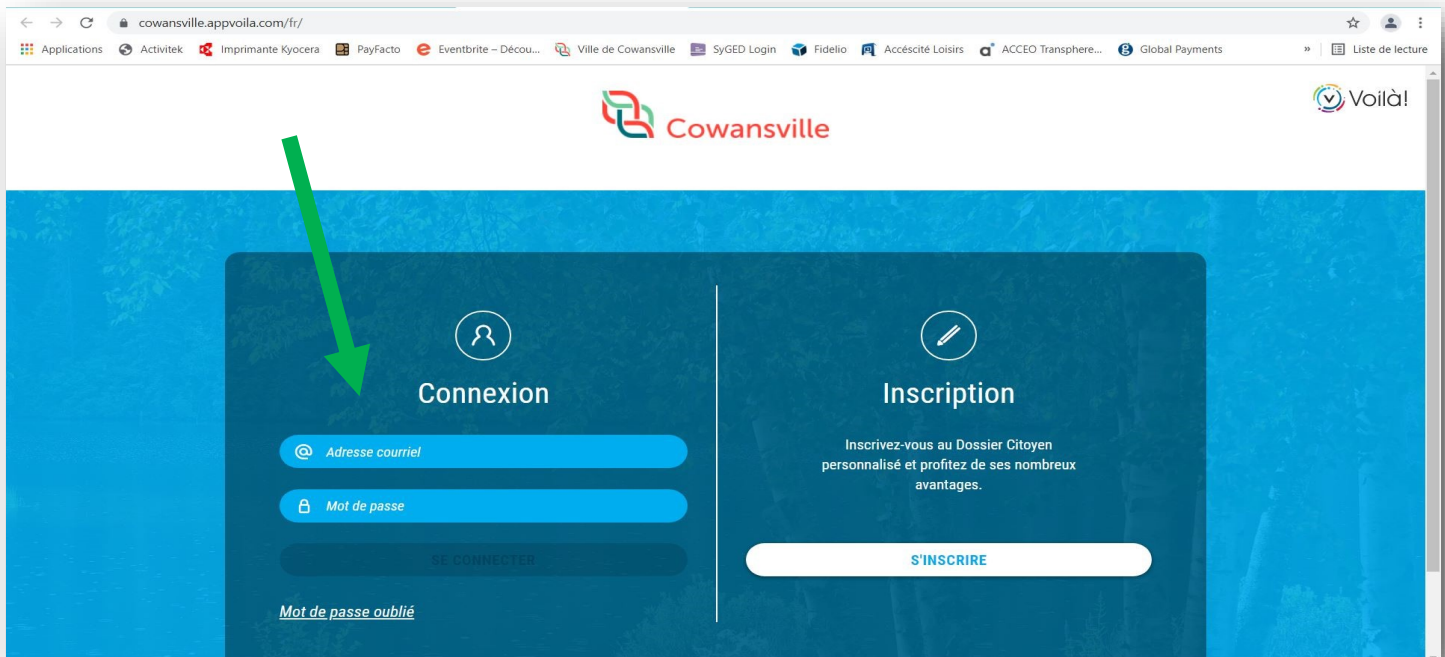 cowansville.appvoila.com/fr/
Applications Activitek Imprimante Kyocera PayFacto Eventbrite – Décou... Ville de Cowansville SyGED Login Fidelio Accéscité Loisirs ACCEO Transphere... Global Payments » Liste de lecture
Cowansville
Voilà!
Connexion
@ Adresse courriel
Mot de passe
SE CONNECTER
Mot de passe oublié
Inscription
Inscrivez-vous au Dossier Citoyen
personnalisé et profitez de ses nombreux
avantages.
S'INSCRIRE